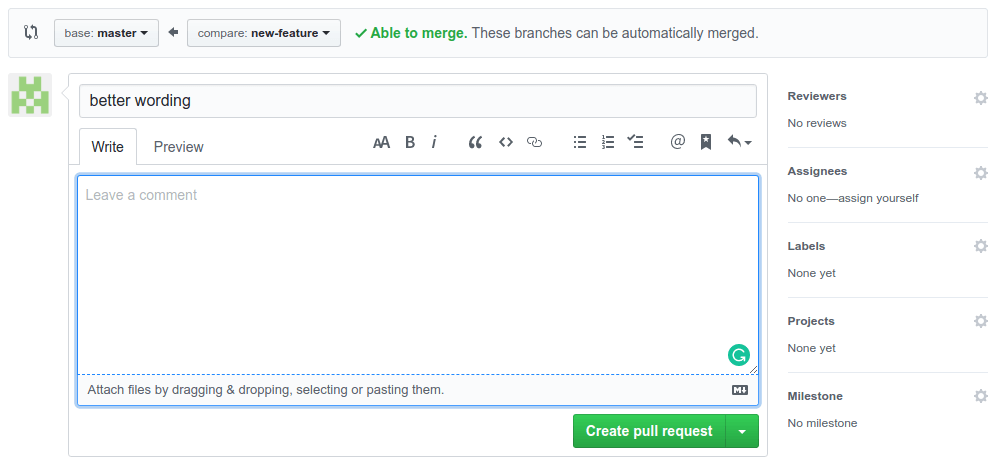 base: master compare: new-feature Able to merge. These branches can be automatically merged.
better wording
Write Preview AA B i @
Leave a comment
Attach files by dragging & dropping, selecting or pasting them. M
Create pull request
Reviewers
No reviews
Assignees
No one—assign yourself
Labels
None yet
Projects
None yet
Milestone
No milestone